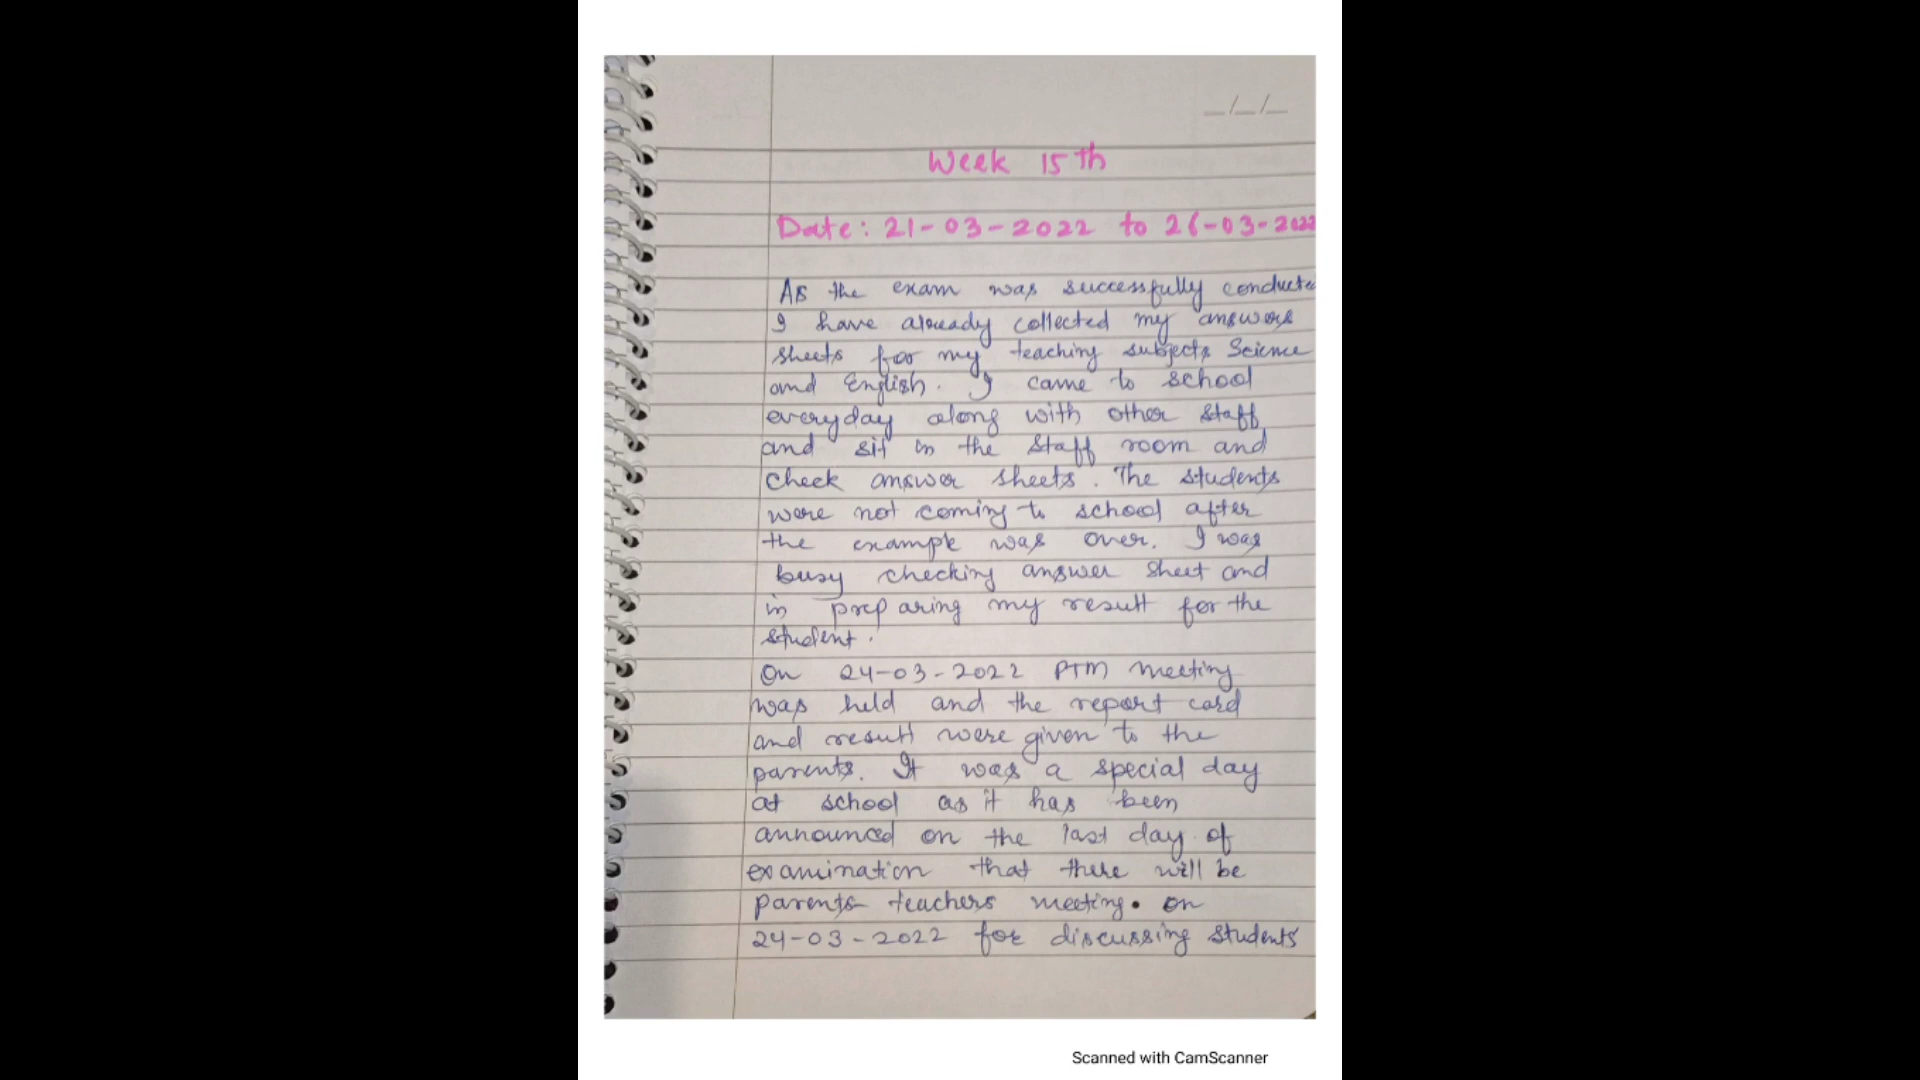 _/_/_
Week 15th
Date: 21-03-2022 to 26-03-2022
As the exam was successfully conducte
I have already collected my answers
sheets for my teaching subjects Science
and English. I came to school
everyday along with other staff
and sit in the staff room and
check answer sheets. The students
were not coming to school after
the example was over. I was
busy checking answer sheet and
in preparing my result for the
student.
On 24-03-2022 PTM meeting
was held and the report card
and result were given to the
parents. It was a special day
at school as it has been
announced on the last day of
examination that there will be
parents teachers meeting. on
24-03-2022 for discussing students
Scanned with CamScanner